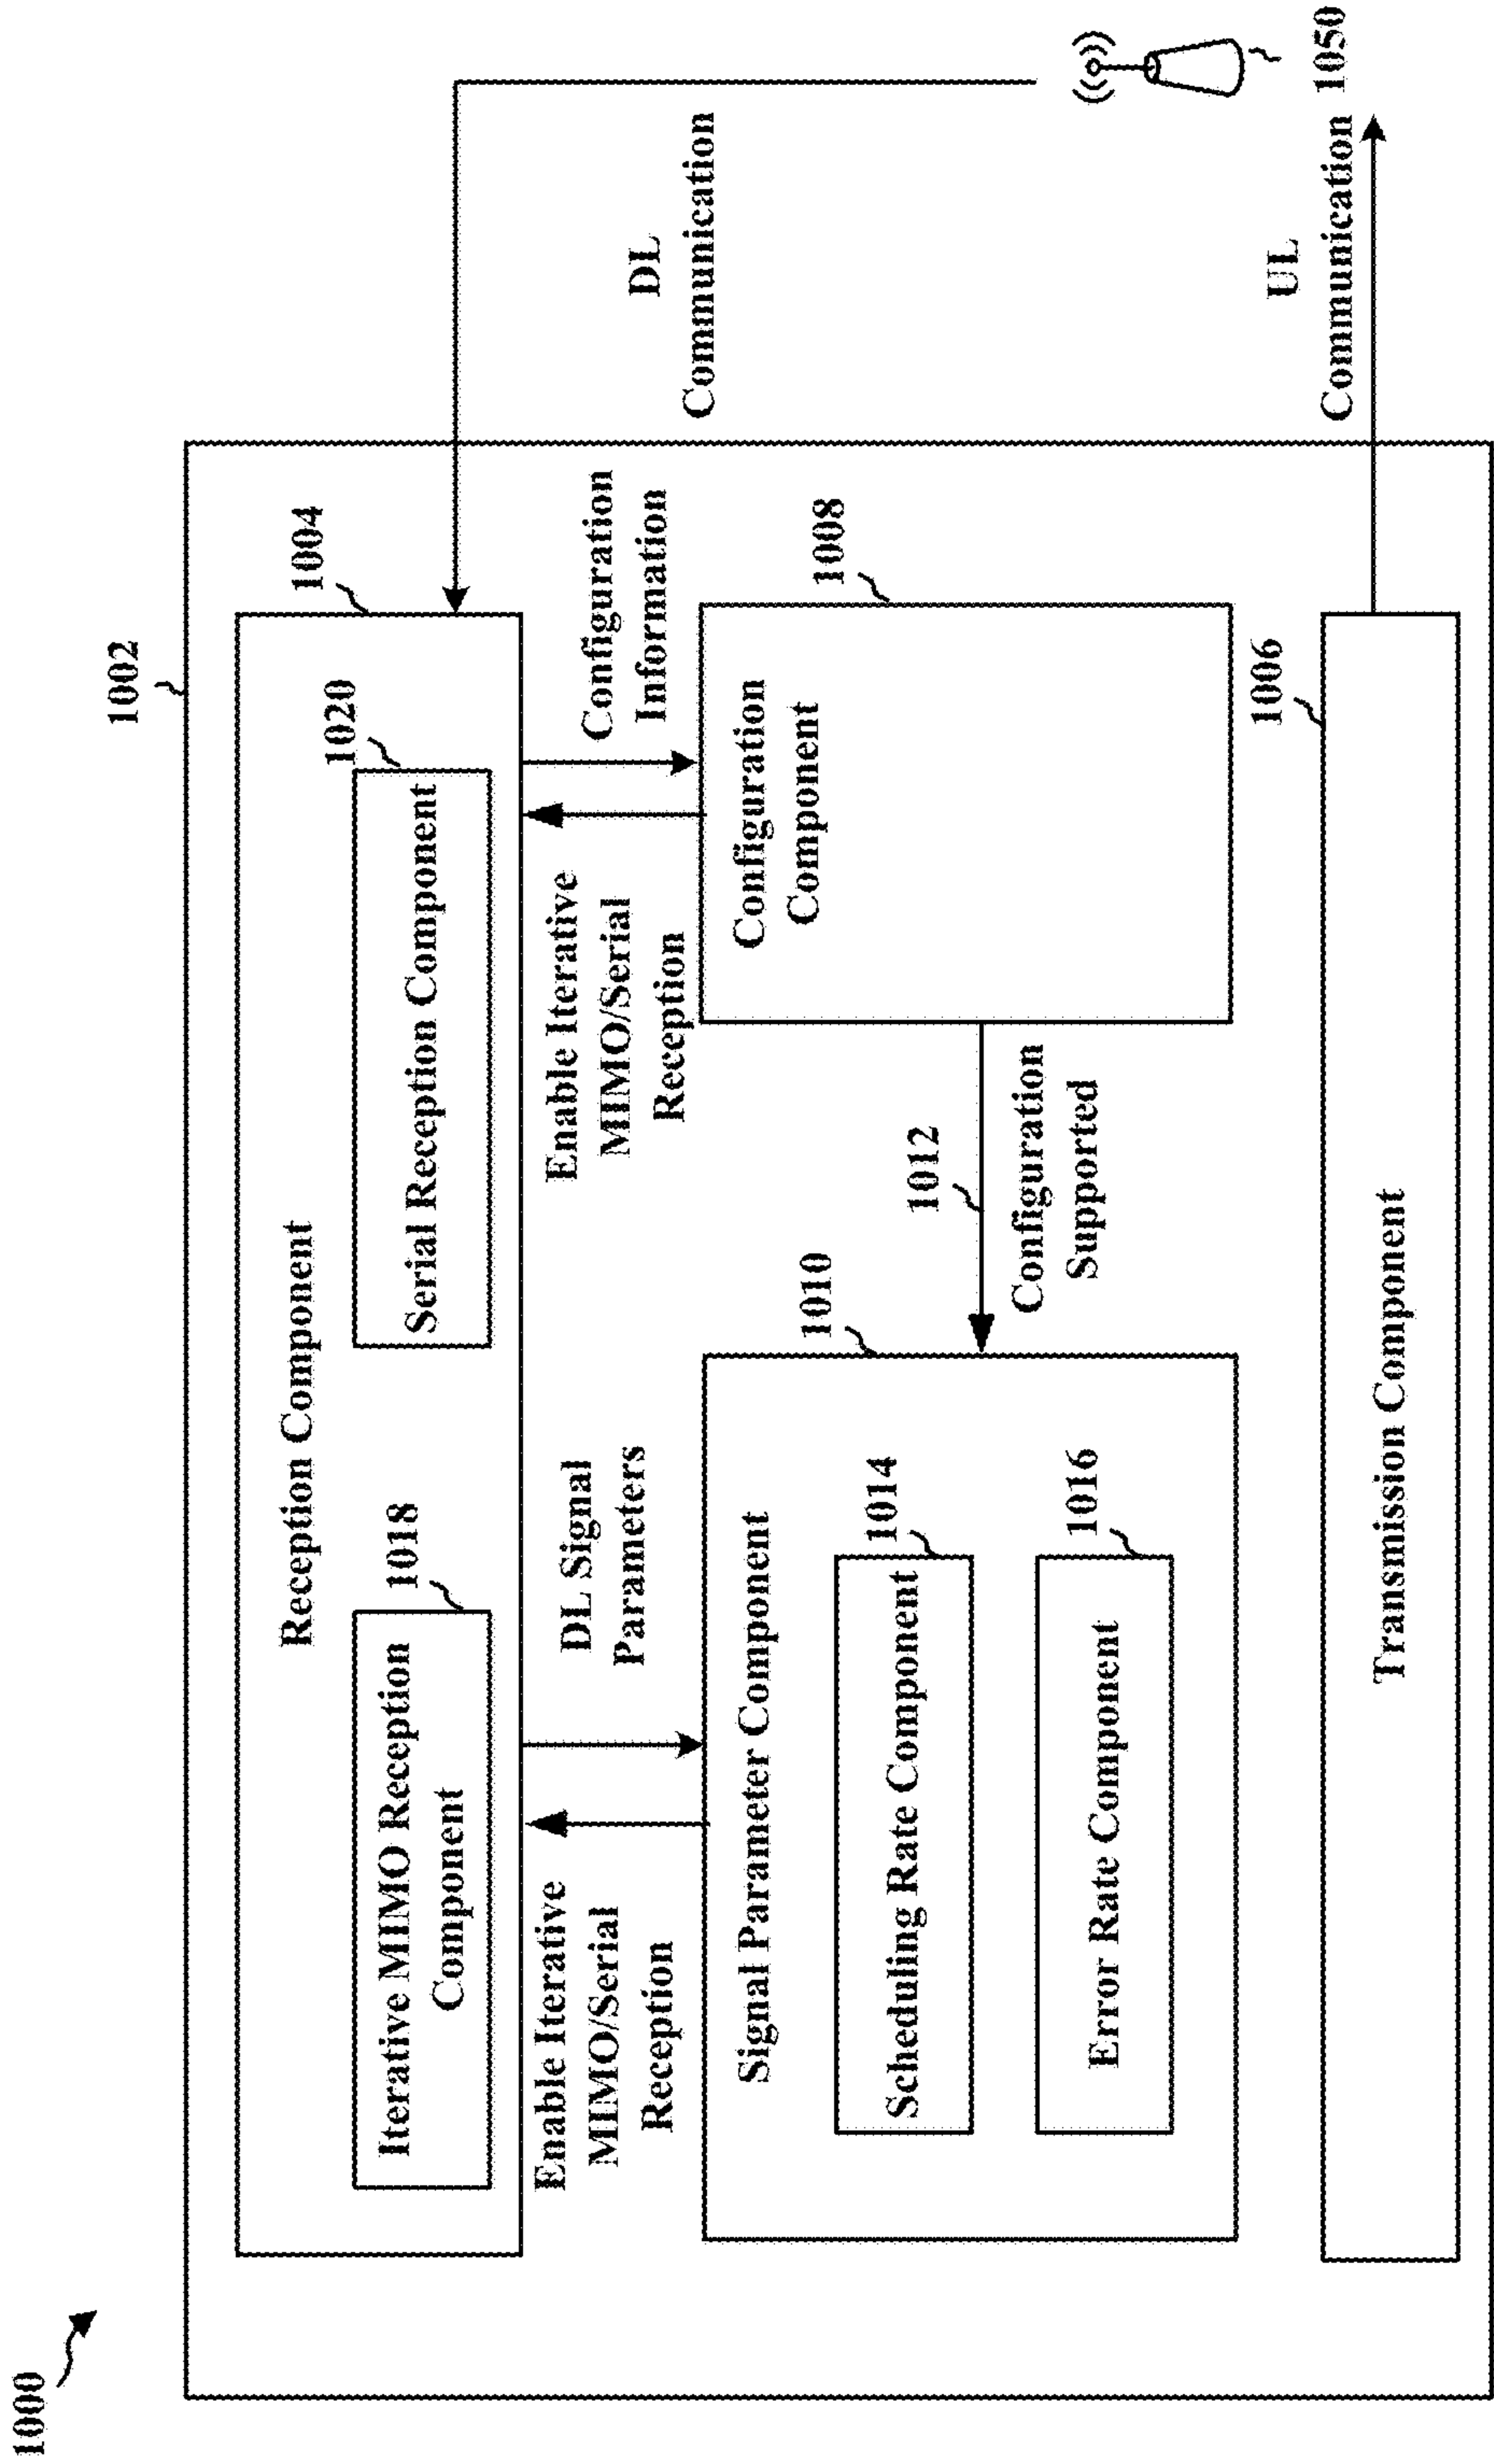 1000
1002
1004
Reception Component
1018
Iterative MIMO Reception
Component
1020
Serial Reception Component
Enable Iterative
MIMO/Serial
Reception
DL Signal
Parameters
Enable Iterative
MIMO/Serial
Reception
Configuration
Information
DL
Communication
1010
Signal Parameter Component
1014
Scheduling Rate Component
1016
Error Rate Component
1012
Configuration
Supported
1008
Configuration
Component
1006
Transmission Component
UL
Communication
1050